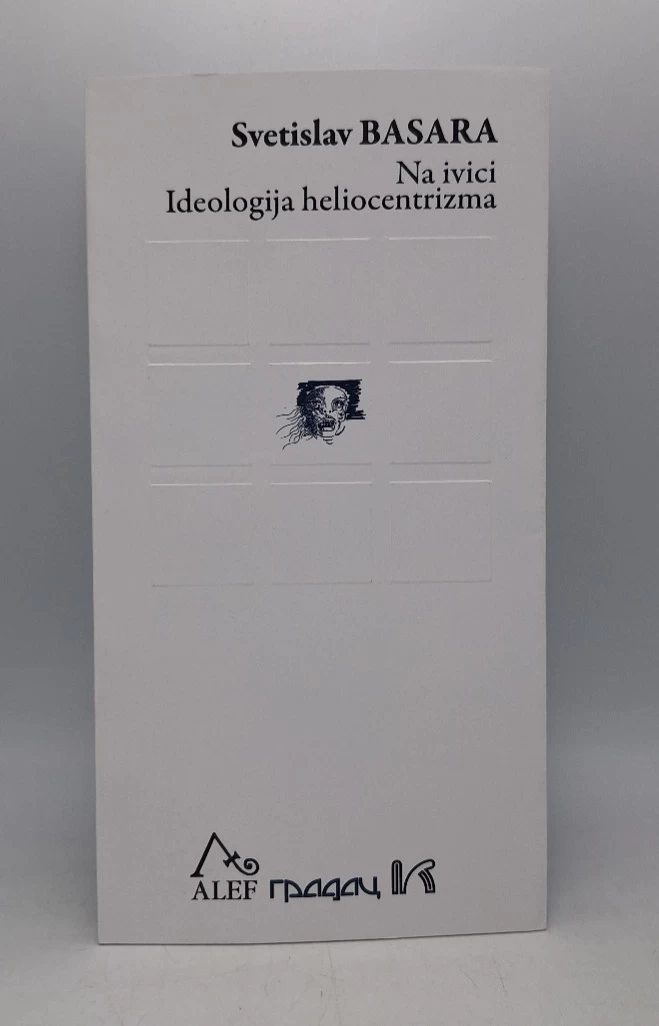 Svetislav BASARA
Na ivici
Ideologija heliocentrizma
ALEF градац K